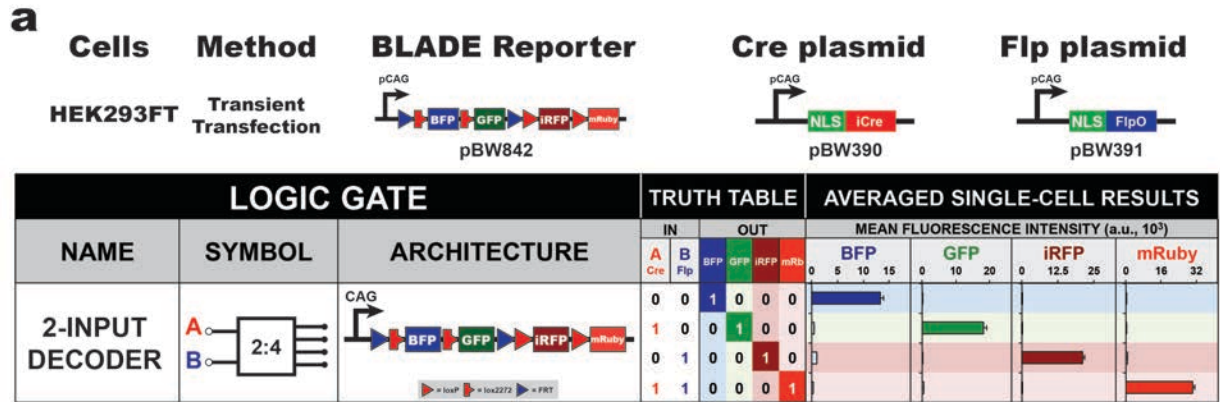 a
Cells Method BLADE Reporter Cre plasmid Flp plasmid
HEK293FT Transient Transfection
pCAG BFP GFP iRFP mRuby
pBW842
pCAG NLS iCre
pBW390
pCAG NLS FlpO
pBW391
LOGIC GATE TRUTH TABLE AVERAGED SINGLE-CELL RESULTS
IN OUT MEAN FLUORESCENCE INTENSITY (a.u., 10³)
NAME SYMBOL ARCHITECTURE
A B BFP GFP iRFP mRb BFP GFP iRFP mRuby
Cre Flp
0 5 10 15 0 10 20 0 12.5 25 0 16 32
2-INPUT DECODER
A
B
2:4
CAG
BFP GFP iRFP mRuby
= loxP = lox2272 = FRT
0 0 1 0 0 0
1 0 0 1 0 0
0 1 0 0 1 0
1 1 0 0 0 1